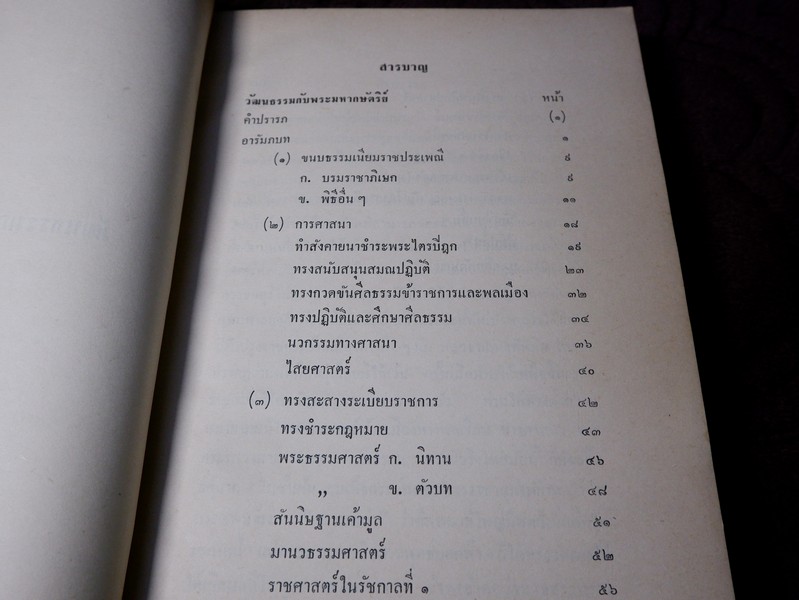 สารบาญ
วัฒนธรรมกับพระมหากษัตริย์ หน้า
คำปรารภ (๑)
อารัมภบท ๑
(๑) ขนบธรรมเนียมราชประเพณี ๙
ก. บรมราชาภิเษก ๙
ข. พิธีอื่น ๆ ๑๑
(๒) การศาสนา ๑๘
ทำสังคายนาชำระพระไตรปิฎก ๑๙
ทรงสนับสนุนสมณปฏิบัติ ๒๓
ทรงกวดขันศีลธรรมข้าราชการและพลเมือง ๓๒
ทรงปฏิบัติและศึกษาศีลธรรม ๓๔
นวกรรมทางศาสนา ๓๖
ไสยศาสตร์ ๔๐
(๓) ทรงสะสางระเบียบราชการ ๔๒
ทรงชำระกฎหมาย ๔๓
พระธรรมศาสตร์ ก. นิทาน ๔๖
„ ข. ตัวบท ๔๘
สันนิษฐานเค้ามูล ๕๑
มานวธรรมศาสตร์ ๕๒
ราชศาสตร์ในรัชกาลที่ ๑ ๕๖